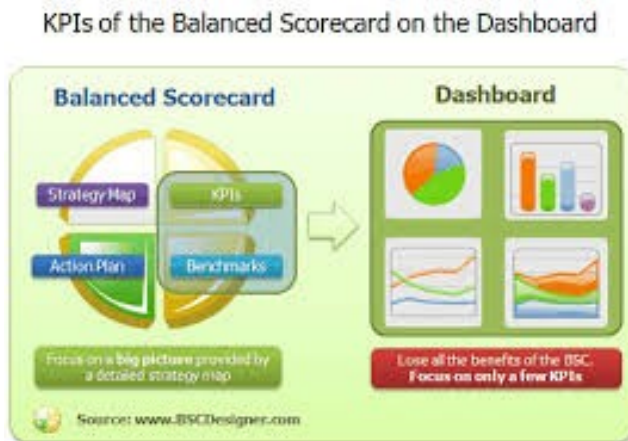 KPIs of the Balanced Scorecard on the Dashboard
Balanced Scorecard
Dashboard
Strategy Map
KPIs
Action Plan
Benchmarks
Focus on a big picture provided by
a detailed strategy map
Lose all the benefits of the BSC.
Focus on only a few KPIs
Source: www.BSCDesigner.com